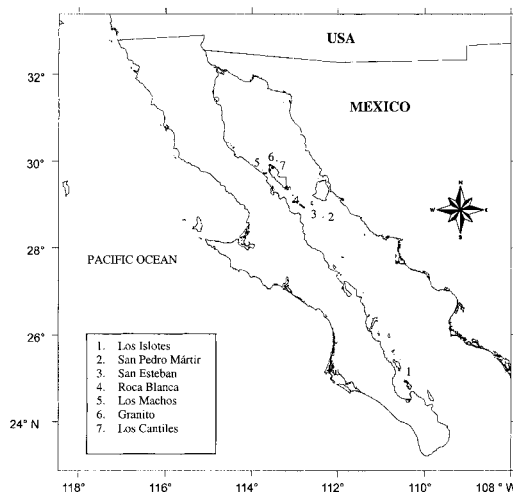 USA
32°
MEXICO
6
5 7
30°
4
3
2
N
W E
S
28°
PACIFIC OCEAN
26°
1. Los Islotes
2. San Pedro Mártir
3. San Esteban
4. Roca Blanca
5. Los Machos
6. Granito
7. Los Cantiles
1
24° N
118° 116° 114° 112° 110° 108° W